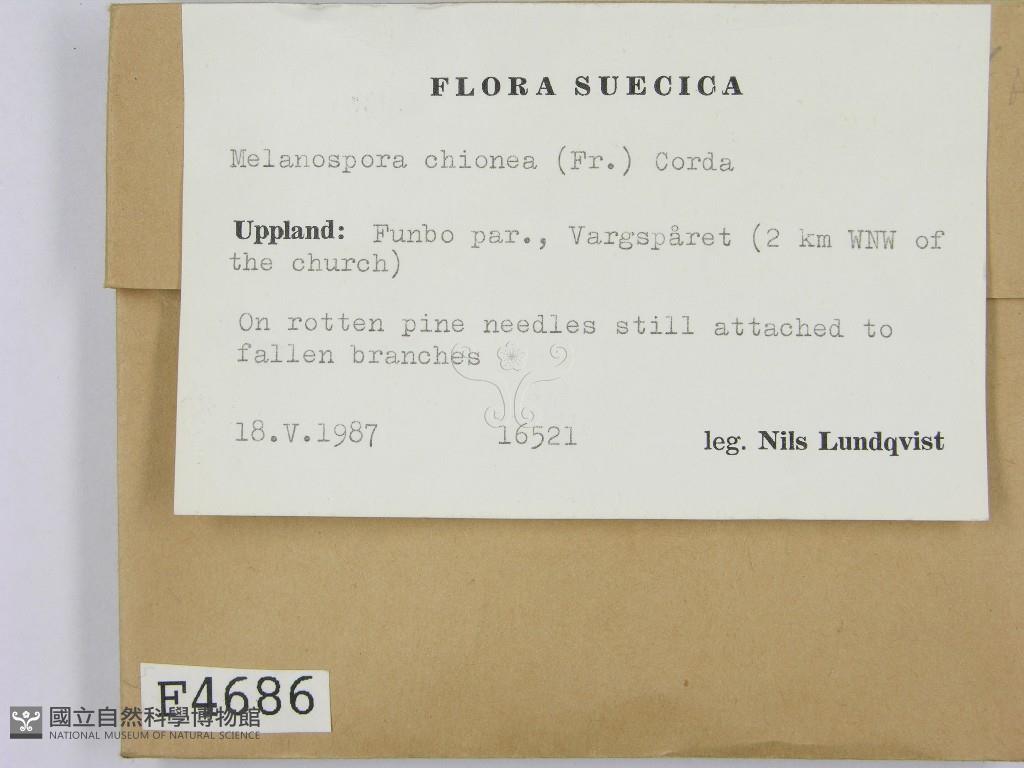 FLORA SUECICA
Melanospora chionea (Fr.) Corda
Uppland: Funbo par., Vargspåret (2 km WNW of
the church)
On rotten pine needles still attached to
fallen branches
18.V.1987 16521 leg. Nils Lundqvist
F4686
國立自然科學博物館
NATIONAL MUSEUM OF NATURAL SCIENCE